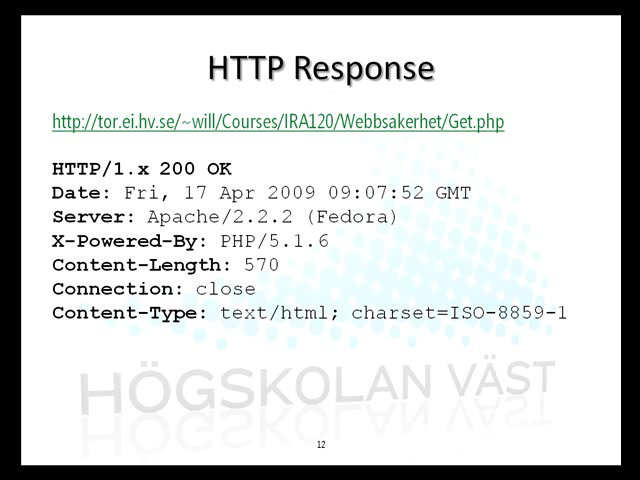 HTTP Response
http://tor.ei.hv.se/~will/Courses/IRA120/Webbsakerhet/Get.php
HTTP/1.x 200 OK
Date: Fri, 17 Apr 2009 09:07:52 GMT
Server: Apache/2.2.2 (Fedora)
X-Powered-By: PHP/5.1.6
Content-Length: 570
Connection: close
Content-Type: text/html; charset=ISO-8859-1
HÖGSKOLAN VÄST
12